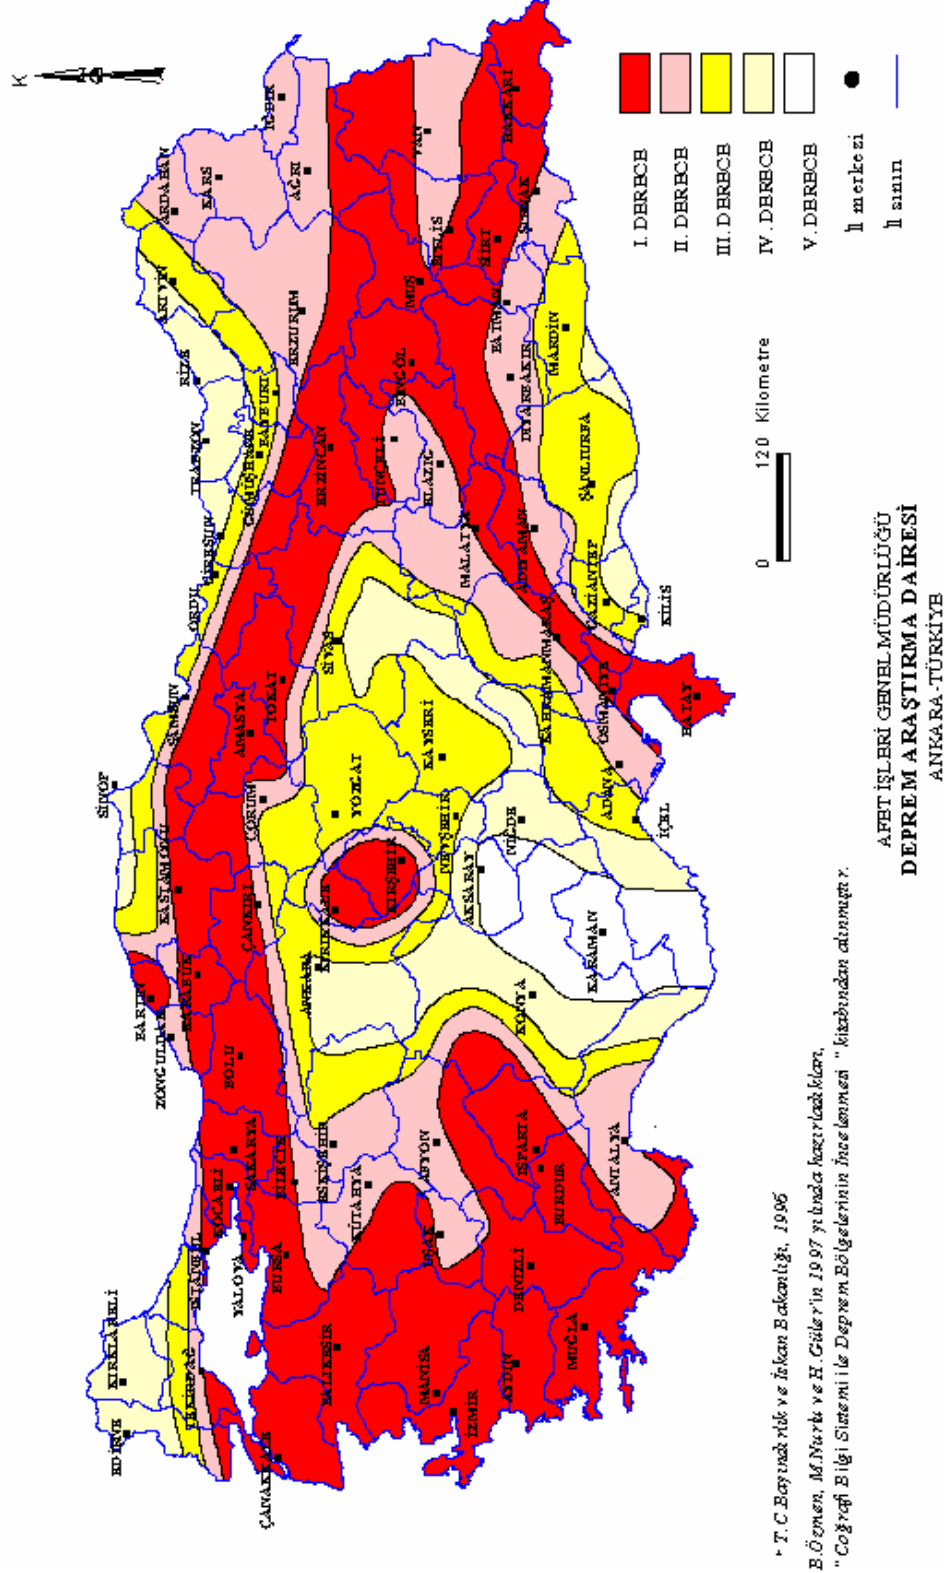 K
EDİRNE
KIRKLARELİ
TEKİRDAĞ
İSTANBUL
ÇANAKKALE
YALOVA
KOCAELİ
SAKARYA
BURSA
BİLECİK
BALIKESİR
ESKİŞEHİR
KÜTAHYA
MANİSA
UŞAK
AFYON
İZMİR
AYDIN
DENİZLİ
MUĞLA
BURDUR
ISPARTA
ANTALYA
ZONGULDAK
BARTIN
KARABÜK
BOLU
KASTAMONU
SİNOP
ÇANKIRI
ANKARA
KIRIKKALE
KIRŞEHİR
ÇORUM
SAMSUN
AMASYA
TOKAT
YOZGAT
SİVAS
KAYSERİ
NEVŞEHİR
AKSARAY
NİĞDE
KONYA
KARAMAN
İÇEL
ADANA
OSMANİYE
HATAY
KAHRAMANMARAŞ
KİLİS
GAZİANTEP
ORDU
GİRESUN
TRABZON
RİZE
ARTVİN
GÜMÜŞHANE
BAYBURT
ERZİNCAN
ERZURUM
ARDAHAN
KARS
IĞDIR
AĞRI
TUNCELİ
BİNGÖL
ELAZIĞ
MALATYA
ADIYAMAN
ŞANLIURFA
DİYARBAKIR
MARDİN
BATMAN
MUŞ
BİTLİS
SİİRT
ŞIRNAK
VAN
HAKKARİ
I. DERECE
II. DERECE
III. DERECE
IV. DERECE
V. DERECE
İl merkezi
İl sınırı
0 120 Kilometre
AFET İŞLERİ GENEL MÜDÜRLÜĞÜ
DEPREM ARAŞTIRMA DAİRESİ
ANKARA-TÜRKİYE
* T.C Bayındırlık ve İskan Bakanlığı, 1996
B.Özmen, M.Nurlu ve H.Güler'in 1997 yılında hazırladıkları,
"Coğrafi Bilgi Sistemi ile Deprem Bölgelerinin İncelenmesi" kitabından alınmıştır.